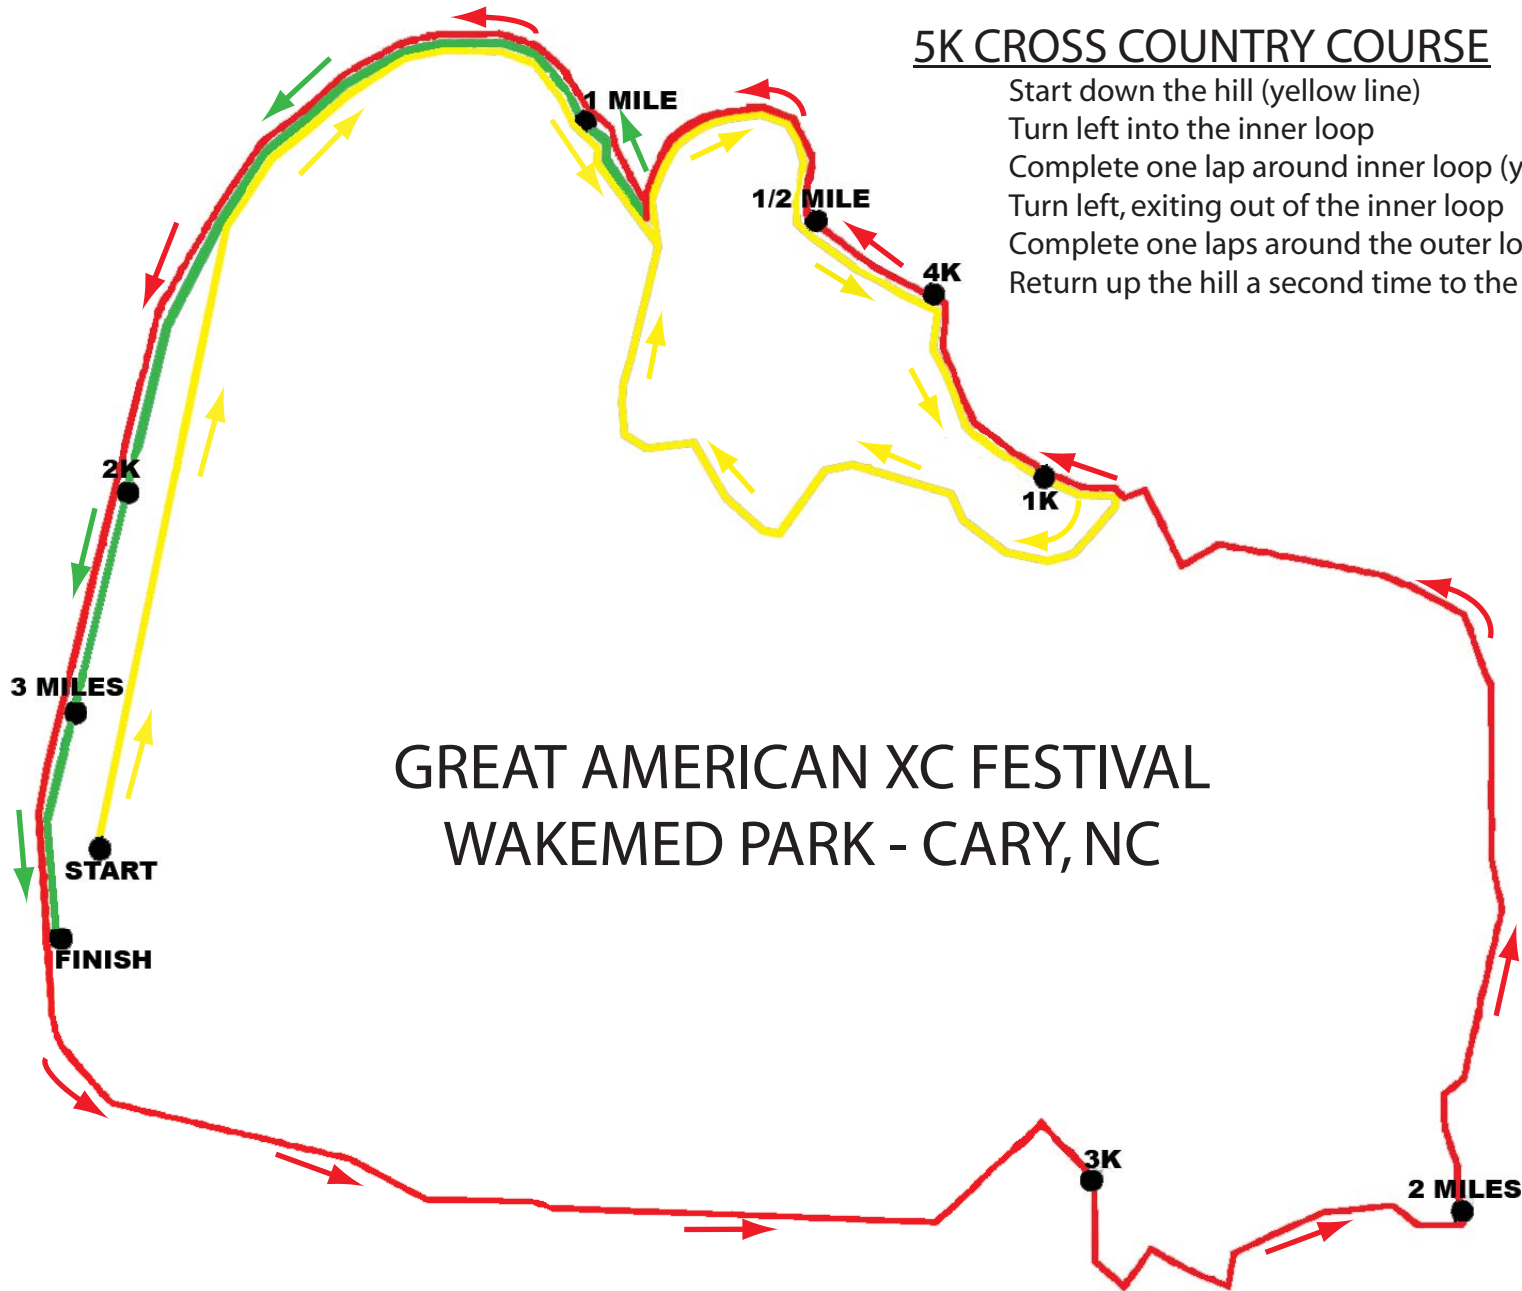 5K CROSS COUNTRY COURSE
Start down the hill (yellow line)
Turn left into the inner loop
Complete one lap around inner loop (y
Turn left, exiting out of the inner loop
Complete one laps around the outer lo
Return up the hill a second time to the
1 MILE
1/2 MILE
4K
2K
1K
3 MILES
GREAT AMERICAN XC FESTIVAL
WAKEMED PARK - CARY, NC
START
FINISH
3K
2 MILES